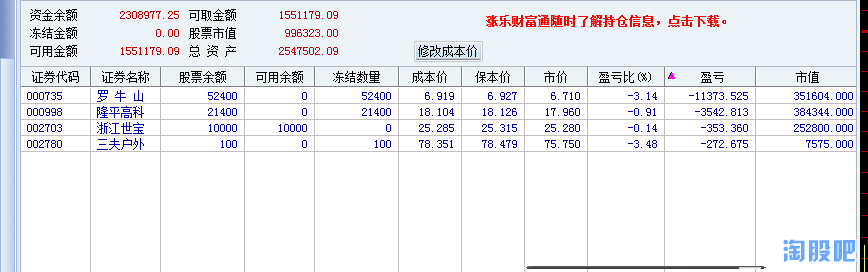 资金余额 2308977.25 可取金额 1551179.09
涨乐财富通随时了解持仓信息，点击下载。
冻结金额 0.00 股票市值 996323.00
可用金额 1551179.09 总 资 产 2547502.09 修改成本价
证券代码 证券名称 股票余额 可用余额 冻结数量 成本价 保本价 市价 盈亏比(%) 盈亏 市值
000735 罗 牛 山 52400 0 52400 6.919 6.927 6.710 -3.14 -11373.525 351604.000
000998 隆平高科 21400 0 21400 18.104 18.126 17.960 -0.91 -3542.813 384344.000
002703 浙江世宝 10000 10000 0 25.285 25.315 25.280 -0.14 -353.360 252800.000
002780 三夫户外 100 0 100 78.351 78.479 75.750 -3.48 -272.675 7575.000
淘股吧